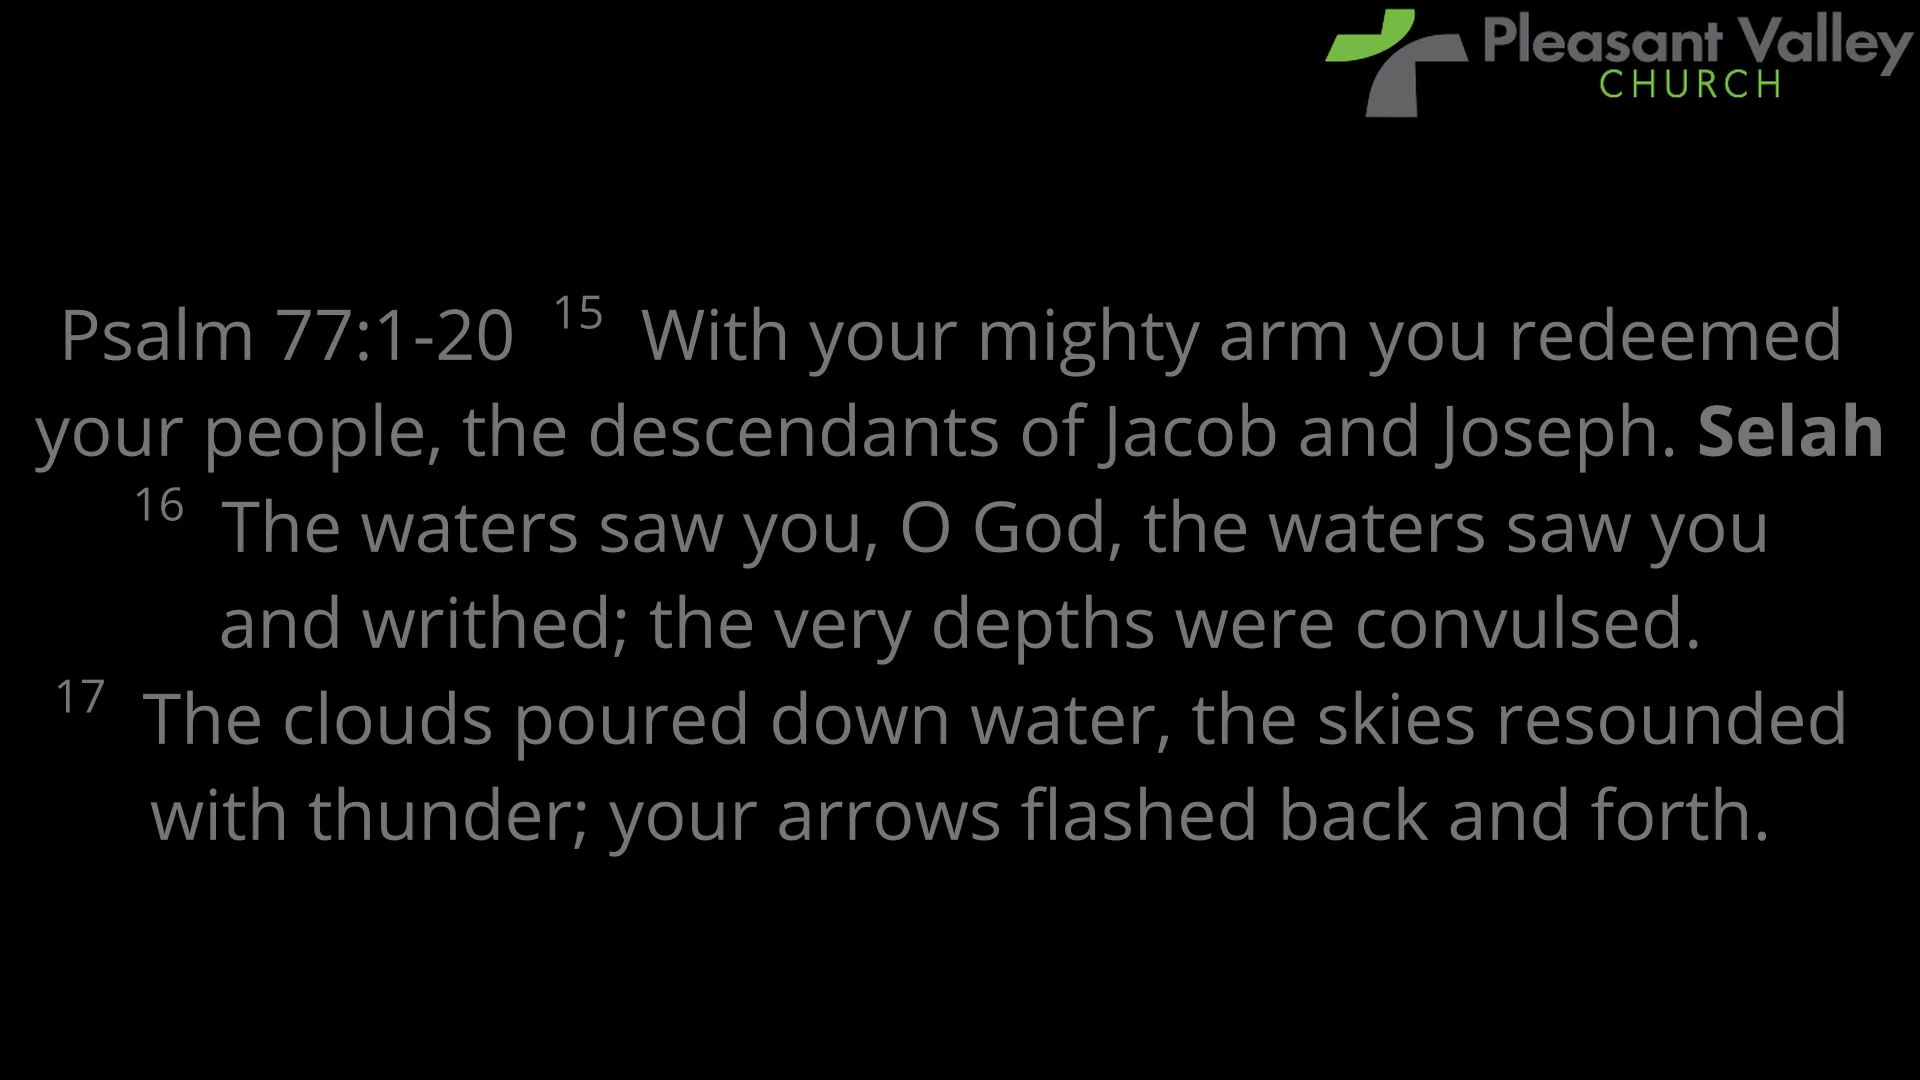 Pleasant Valley
CHURCH
Psalm 77:1-20 15 With your mighty arm you redeemed
your people, the descendants of Jacob and Joseph. Selah
16 The waters saw you, O God, the waters saw you
and writhed; the very depths were convulsed.
17 The clouds poured down water, the skies resounded
with thunder; your arrows flashed back and forth.